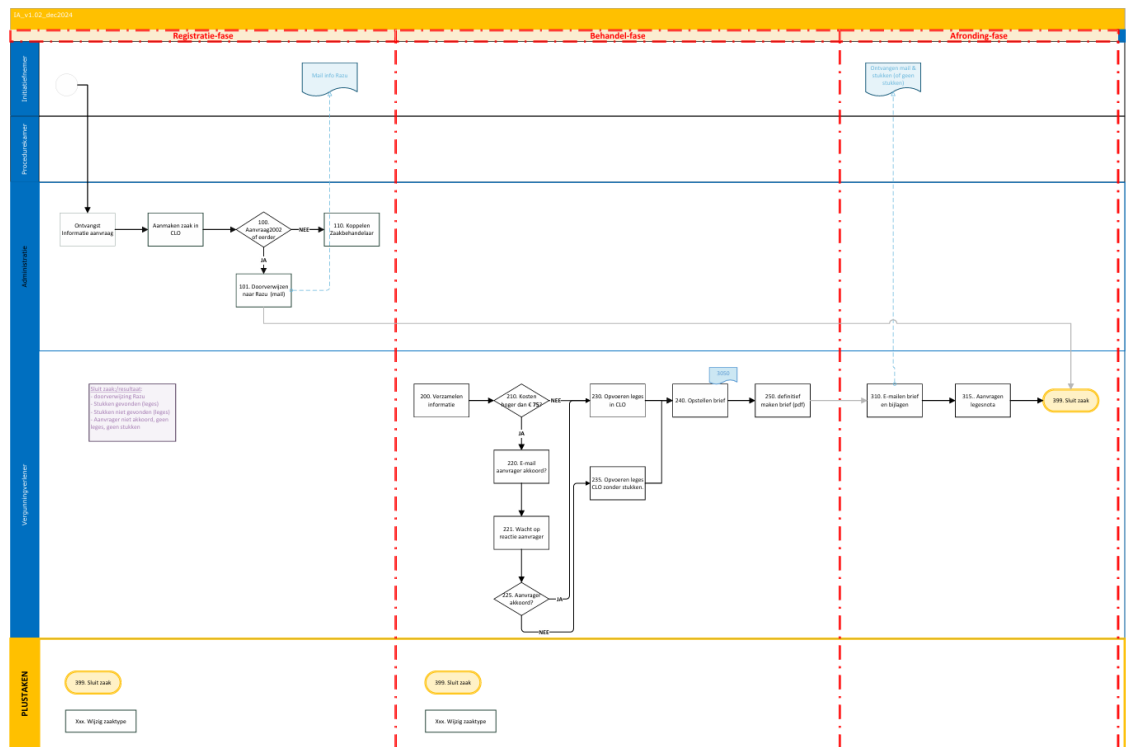 IA_v1.02_dec2024
Registratie-fase
Behandel-fase
Afronding-fase
Initiatiefnemer
Mail info Razu
Ontvangen mail &
stukken (of geen
stukken)
Procedurekamer
Administratie
Ontvangst
Informatie aanvraag
Aanmaken zaak in
CLO
100.
Aanvraag2002
of eerder
NEE
110. Koppelen
Zaakbehandelaar
JA
101. Doorverwijzen
naar Razu (mail)
Vergunningverlener
Sluit zaak /resultaat:
- doorverwijzing Razu
- Stukken gevonden (leges)
- Stukken niet gevonden (leges)
- Aanvrager niet akkoord, geen
leges, geen stukken
200. Verzamelen
informatie
210. Kosten
hoger dan € 75?
NEE
230. Opvoeren leges
in CLO
240. Opstellen brief
250. definitief
maken brief (pdf)
310. E-mailen brief
en bijlagen
315.. Aanvragen
legesnota
399. Sluit zaak
JA
220. E-mail
aanvrager akkoord?
235. Opvoeren leges
CLO zonder stukken.
221. Wacht op
reactie aanvrager
225. Aanvrager
akkoord?
JA
NEE
PLUSTAKEN
399. Sluit zaak
399. Sluit zaak
Xxx. Wijzig zaaktype
Xxx. Wijzig zaaktype